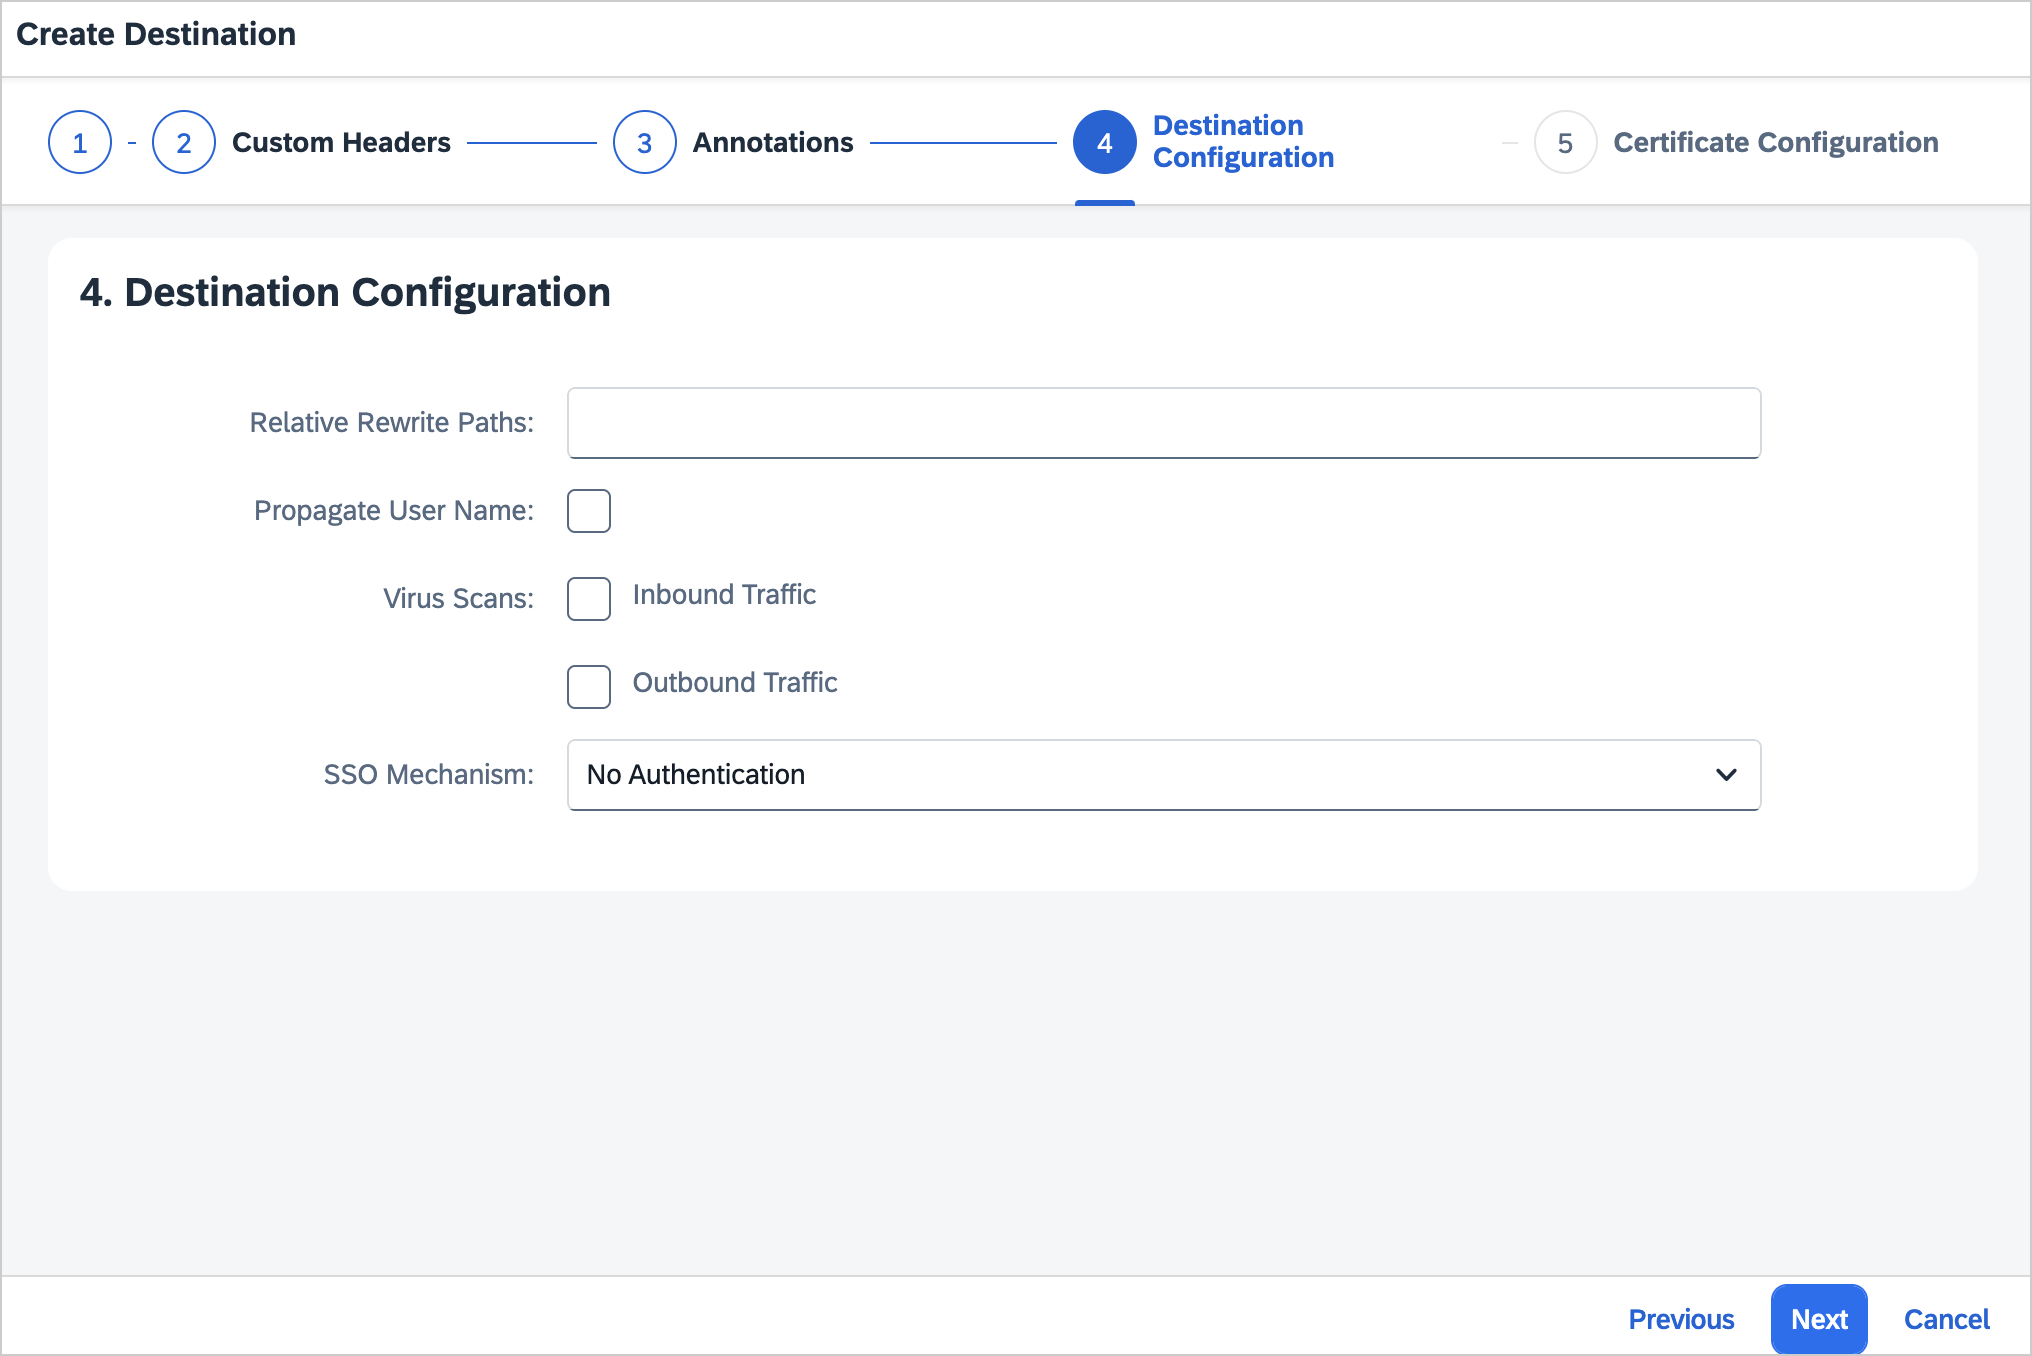 Create Destination
1 - 2 Custom Headers 3 Annotations 4 Destination
Configuration 5 Certificate Configuration
4. Destination Configuration
Relative Rewrite Paths:
Propagate User Name:
Virus Scans: Inbound Traffic
Outbound Traffic
SSO Mechanism: No Authentication
Previous Next Cancel